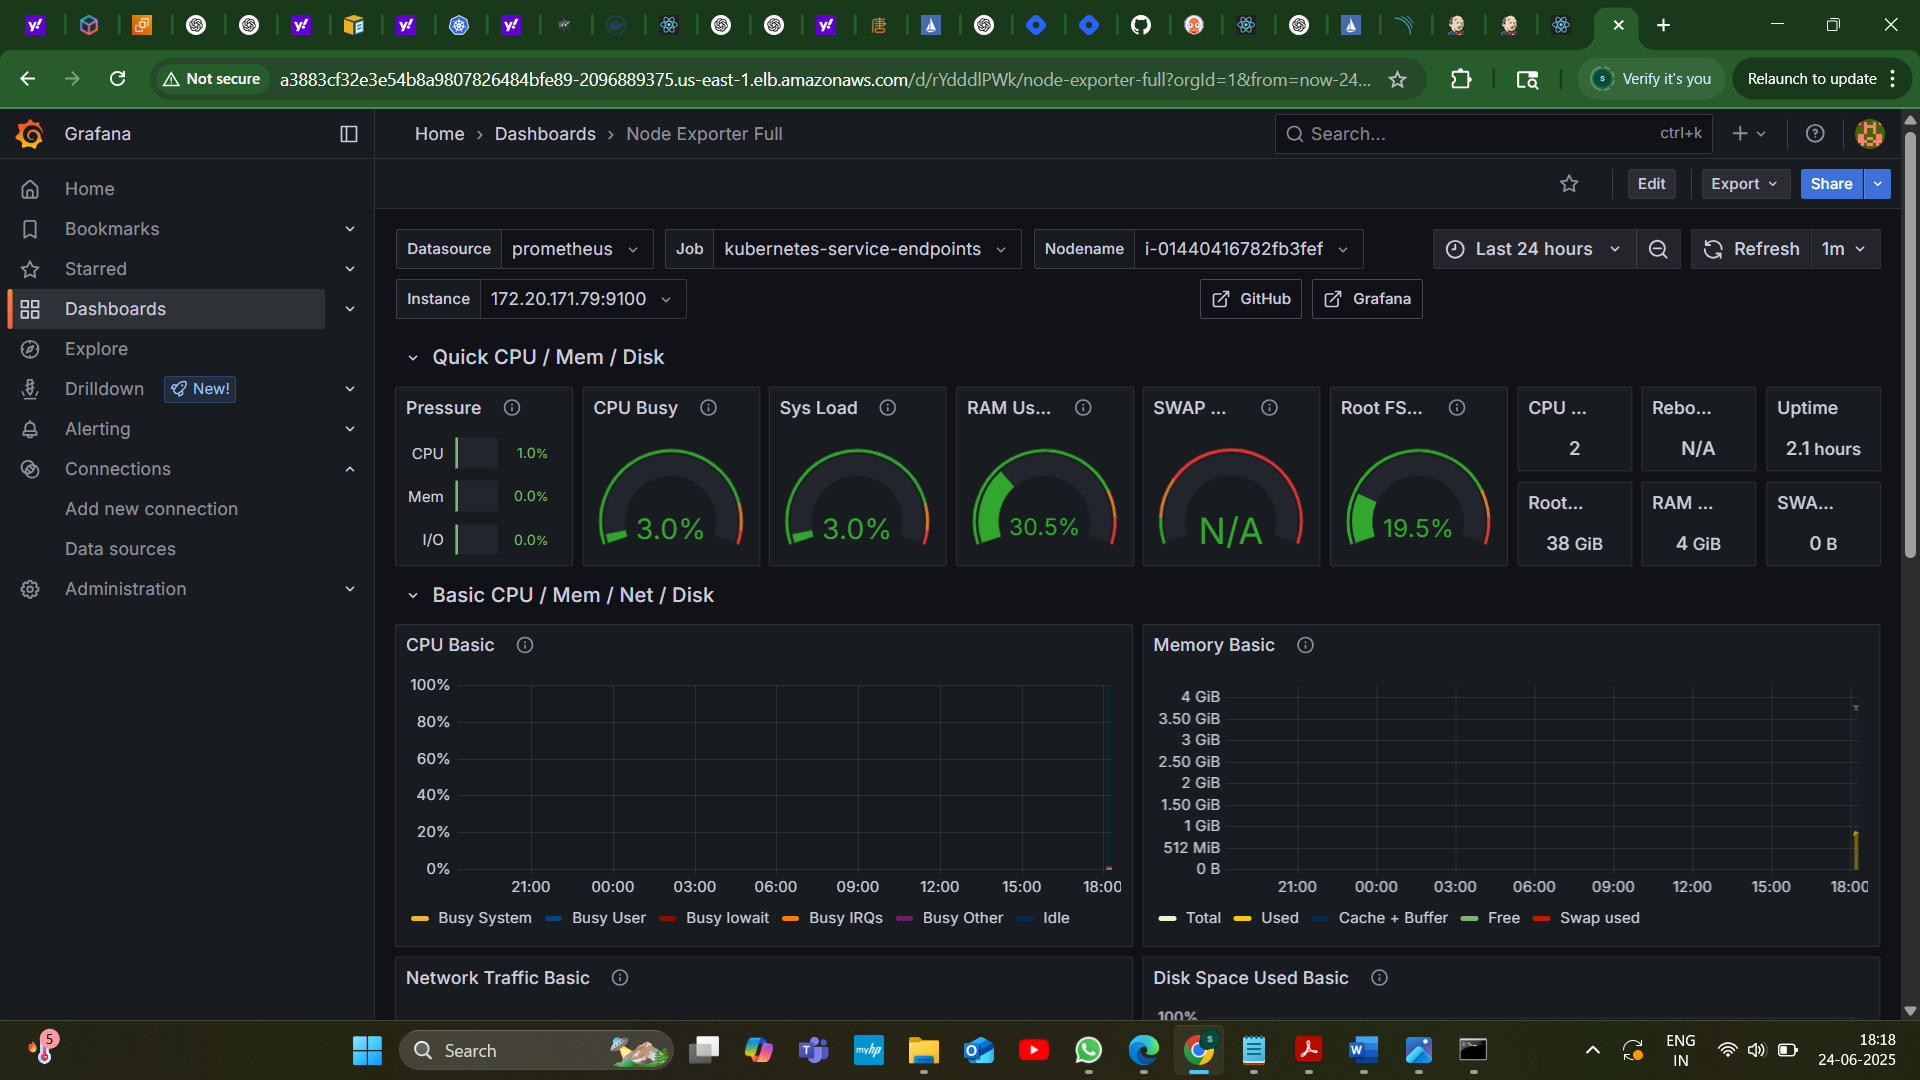 Not secure
a3883cf32e3e54b8a9807826484bfe89-2096889375.us-east-1.elb.amazonaws.com/d/rYdddlPWk/node-exporter-full?orgId=1&from=now-24...
Verify it's you
Relaunch to update
Grafana
Home › Dashboards › Node Exporter Full
Search...
ctrl+k
Edit
Export
Share
Home
Bookmarks
Starred
Dashboards
Explore
Drilldown
New!
Alerting
Connections
Add new connection
Data sources
Administration
Datasource prometheus
Job kubernetes-service-endpoints
Nodename i-01440416782fb3fef
Last 24 hours
Refresh
1m
Instance 172.20.171.79:9100
GitHub
Grafana
Quick CPU / Mem / Disk
Pressure
CPU 1.0%
Mem 0.0%
I/O 0.0%
CPU Busy
3.0%
Sys Load
3.0%
RAM Us...
30.5%
SWAP ...
N/A
Root FS...
19.5%
CPU ...
2
Rebo...
N/A
Uptime
2.1 hours
Root...
38 GiB
RAM ...
4 GiB
SWA...
0 B
Basic CPU / Mem / Net / Disk
CPU Basic
100%
80%
60%
40%
20%
0%
21:00 00:00 03:00 06:00 09:00 12:00 15:00 18:00
Busy System Busy User Busy Iowait Busy IRQs Busy Other Idle
Memory Basic
4 GiB
3.50 GiB
3 GiB
2.50 GiB
2 GiB
1.50 GiB
1 GiB
512 MiB
0 B
21:00 00:00 03:00 06:00 09:00 12:00 15:00 18:00
Total Used Cache + Buffer Free Swap used
Network Traffic Basic
Disk Space Used Basic
100%
5
Search
myhp
ENG
IN
18:18
24-06-2025